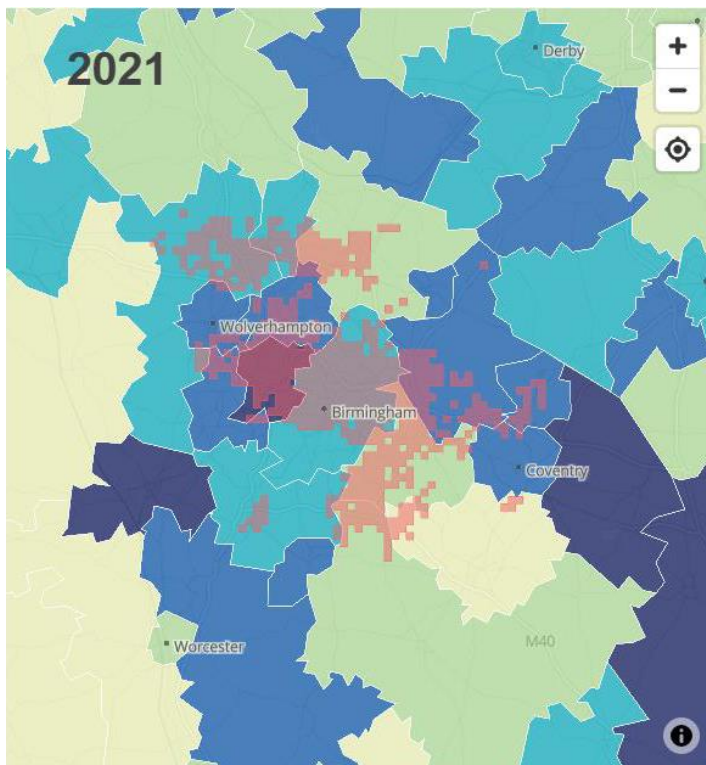 2021
Derby
+
−
Wolverhampton
Birmingham
Coventry
Worcester
M40
i